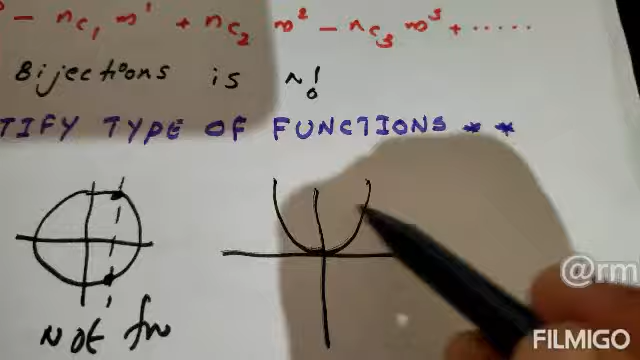 - nc₁ m¹ + nc₂ m² - nc₃ m³ + .....
Bijections is n!
TIFY TYPE OF FUNCTIONS * *
NOt fn
@rm
FILMIGO